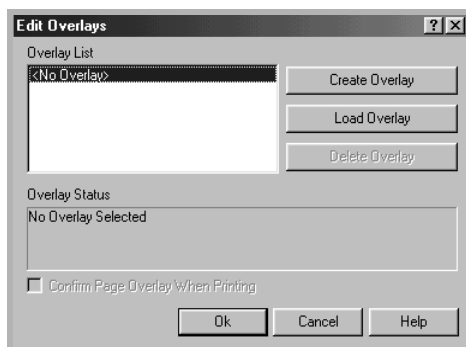 Edit Overlays
Overlay List
<No Overlay>
Create Overlay
Load Overlay
Delete Overlay
Overlay Status
No Overlay Selected
Confirm Page Overlay When Printing
Ok Cancel Help